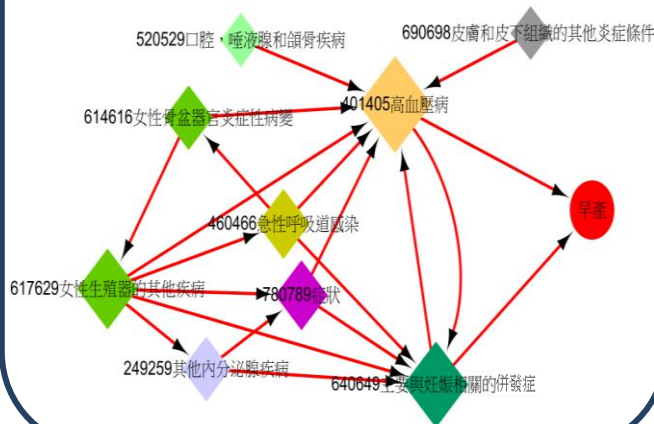 520529口腔，唾液腺和頜骨疾病
690698皮膚和皮下組織的其他炎症條件
401405高血壓病
614616女性骨盆器官炎症性病變
早產
460466急性呼吸道感染
617629女性生殖器的其他疾病
780789症狀
249259其他內分泌腺疾病
640649主要與妊娠相關的併發症